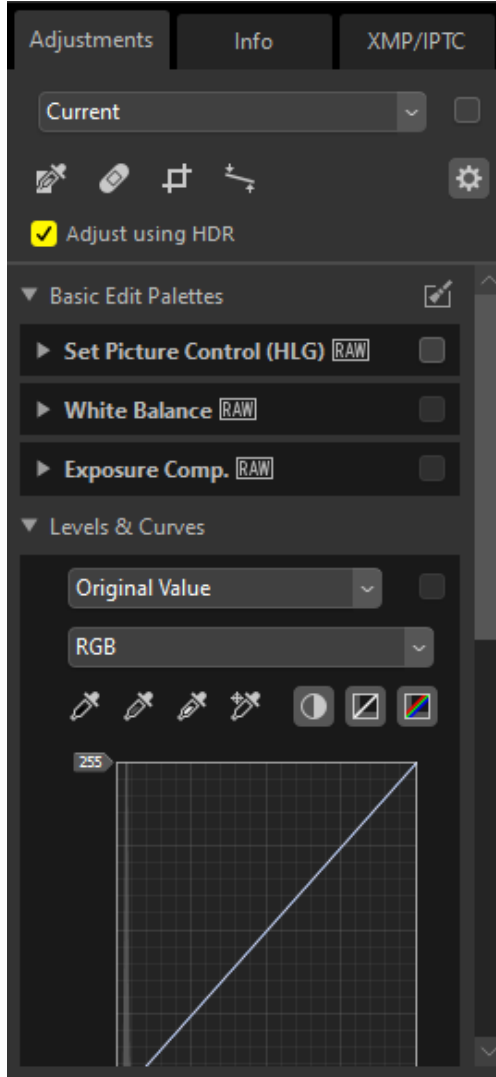 Adjustments Info XMP/IPTC
Current
Adjust using HDR
Basic Edit Palettes
Set Picture Control (HLG) RAW
White Balance RAW
Exposure Comp. RAW
Levels & Curves
Original Value
RGB
255